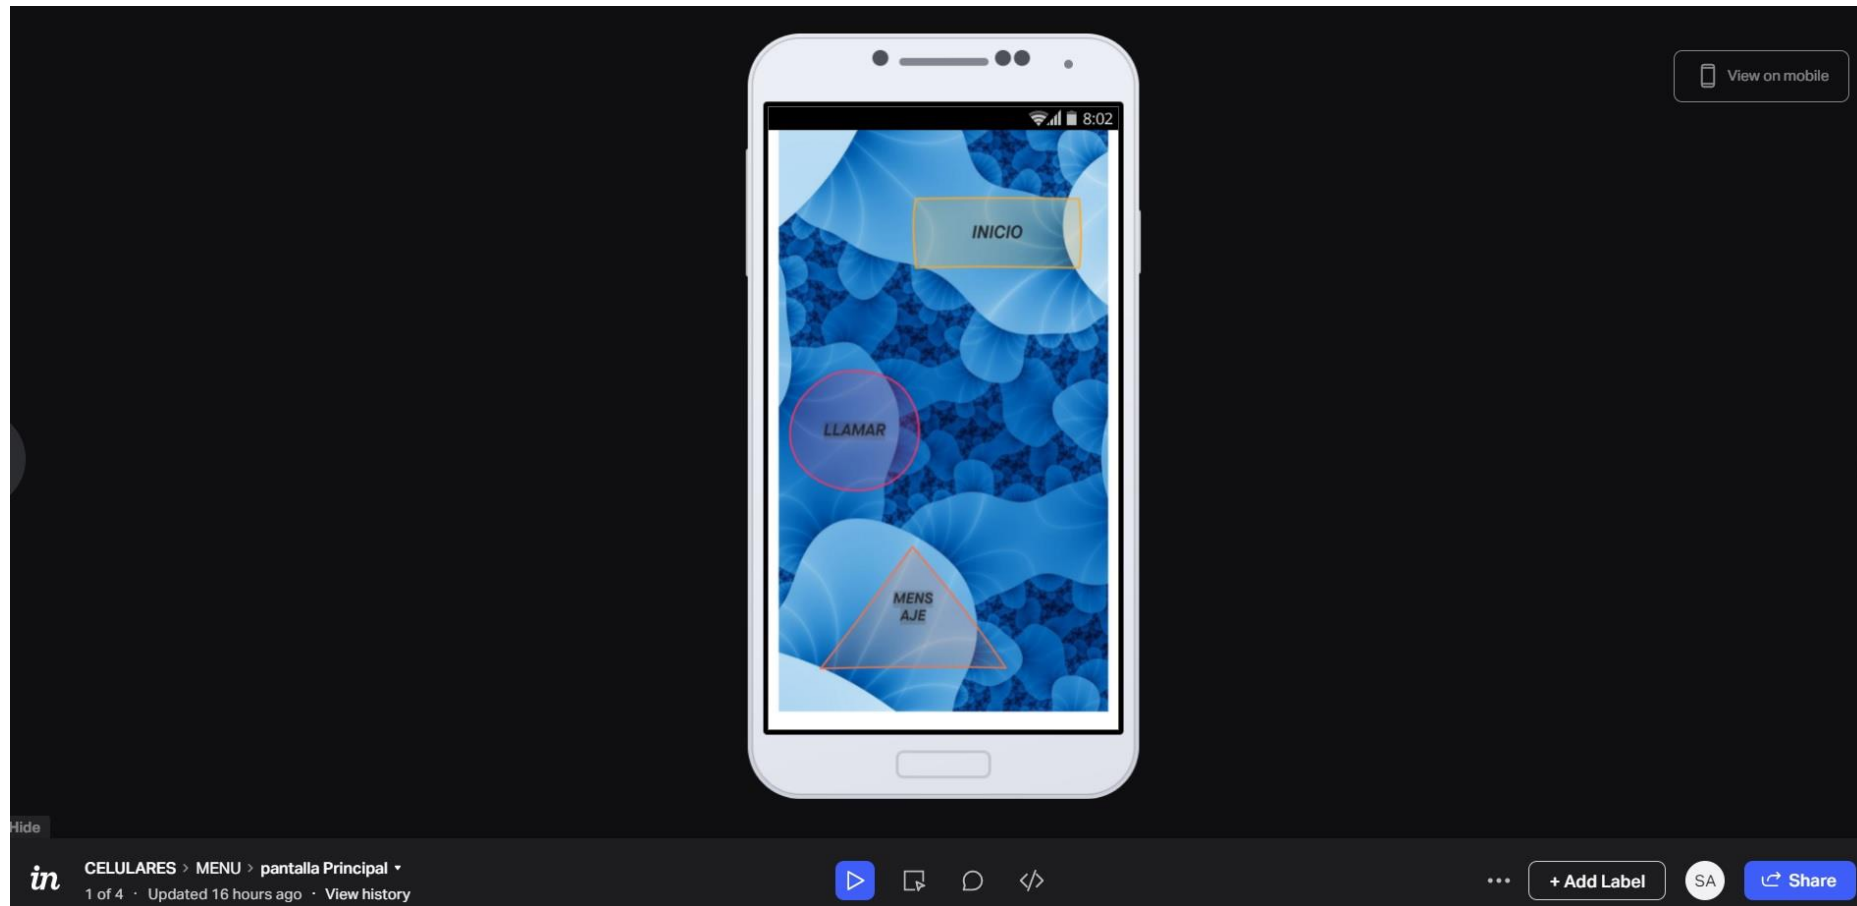 View on mobile
8:02
INICIO
LLAMAR
MENS
AJE
Hide
in
CELULARES > MENU > pantalla Principal
1 of 4 · Updated 16 hours ago · View history
+ Add Label
SA
Share